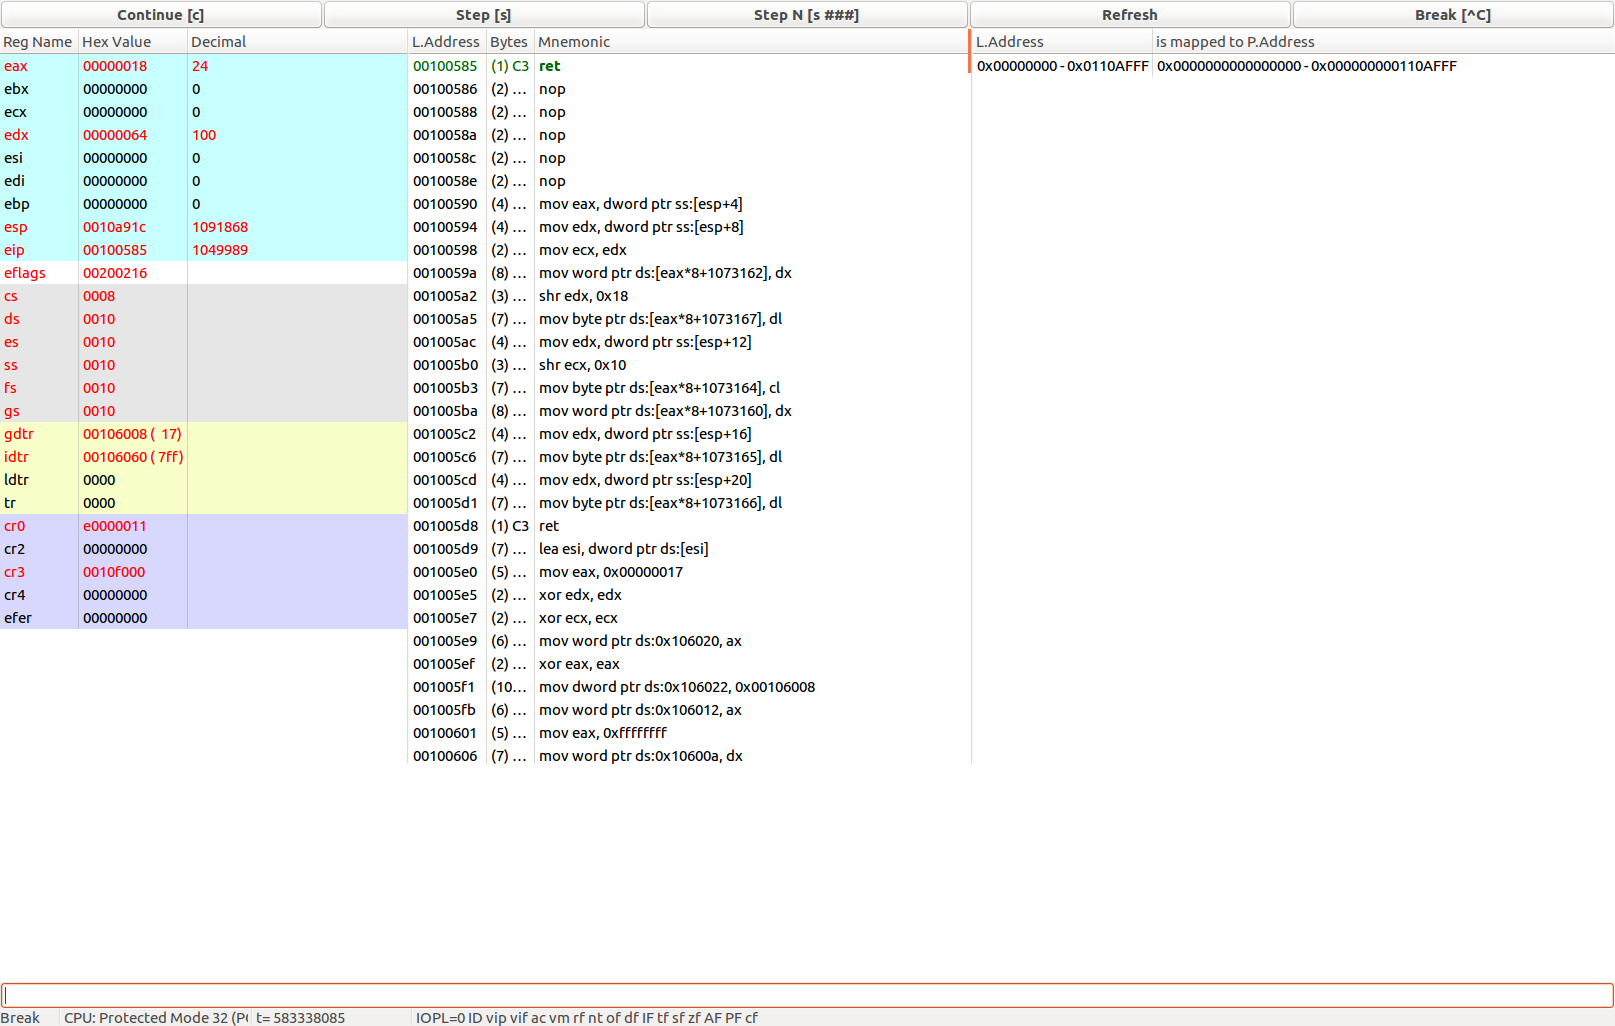 Continue [c] Step [s] Step N [s ###] Refresh Break [^C]
Reg Name Hex Value Decimal L.Address Bytes Mnemonic L.Address is mapped to P.Address
eax 00000018 24 00100585 (1) C3 ret 0x00000000 - 0x0110AFFF 0x0000000000000000 - 0x000000000110AFFF
ebx 00000000 0 00100586 (2) ... nop
ecx 00000000 0 00100588 (2) ... nop
edx 00000064 100 0010058a (2) ... nop
esi 00000000 0 0010058c (2) ... nop
edi 00000000 0 0010058e (2) ... nop
ebp 00000000 0 00100590 (4) ... mov eax, dword ptr ss:[esp+4]
esp 0010a91c 1091868 00100594 (4) ... mov edx, dword ptr ss:[esp+8]
eip 00100585 1049989 00100598 (2) ... mov ecx, edx
eflags 00200216 0010059a (8) ... mov word ptr ds:[eax*8+1073162], dx
cs 0008 001005a2 (3) ... shr edx, 0x18
ds 0010 001005a5 (7) ... mov byte ptr ds:[eax*8+1073167], dl
es 0010 001005ac (4) ... mov edx, dword ptr ss:[esp+12]
ss 0010 001005b0 (3) ... shr ecx, 0x10
fs 0010 001005b3 (7) ... mov byte ptr ds:[eax*8+1073164], cl
gs 0010 001005ba (8) ... mov word ptr ds:[eax*8+1073160], dx
gdtr 00106008 ( 17) 001005c2 (4) ... mov edx, dword ptr ss:[esp+16]
idtr 00106060 ( 7ff) 001005c6 (7) ... mov byte ptr ds:[eax*8+1073165], dl
ldtr 0000 001005cd (4) ... mov edx, dword ptr ss:[esp+20]
tr 0000 001005d1 (7) ... mov byte ptr ds:[eax*8+1073166], dl
cr0 e0000011 001005d8 (1) C3 ret
cr2 00000000 001005d9 (7) ... lea esi, dword ptr ds:[esi]
cr3 0010f000 001005e0 (5) ... mov eax, 0x00000017
cr4 00000000 001005e5 (2) ... xor edx, edx
efer 00000000 001005e7 (2) ... xor ecx, ecx
001005e9 (6) ... mov word ptr ds:0x106020, ax
001005ef (2) ... xor eax, eax
001005f1 (10... mov dword ptr ds:0x106022, 0x00106008
001005fb (6) ... mov word ptr ds:0x106012, ax
00100601 (5) ... mov eax, 0xffffffff
00100606 (7) ... mov word ptr ds:0x10600a, dx
Break CPU: Protected Mode 32 (P t= 583338085 IOPL=0 ID vip vif ac vm rf nt of df IF tf sf zf AF PF cf